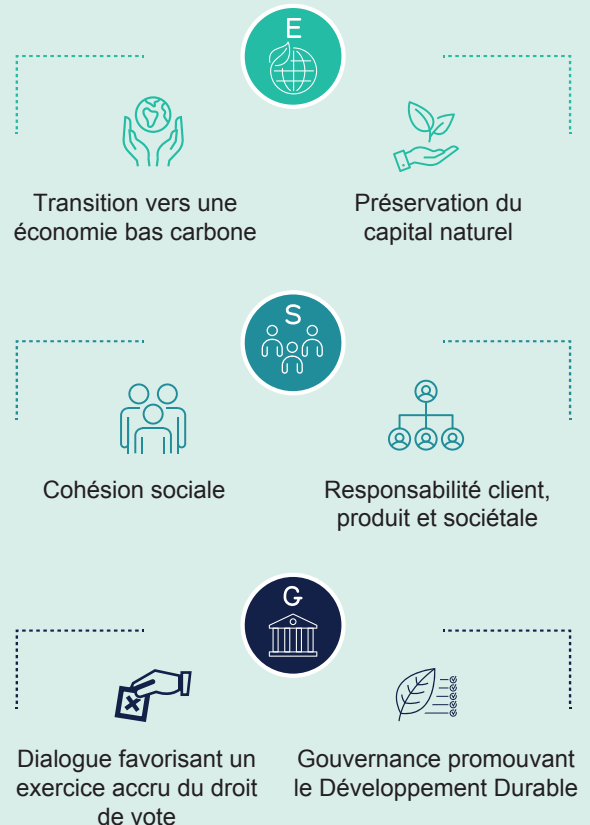 E
Transition vers une
économie bas carbone
Préservation du
capital naturel
S
Cohésion sociale
Responsabilité client,
produit et sociétale
G
Dialogue favorisant un
exercice accru du droit
de vote
Gouvernance promouvant
le Développement Durable